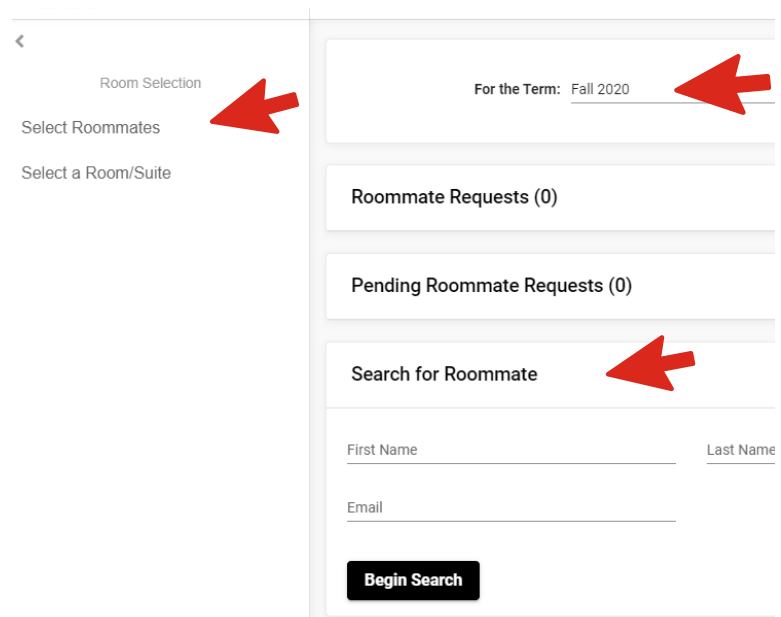 Room Selection
Select Roommates
Select a Room/Suite
For the Term: Fall 2020
Roommate Requests (0)
Pending Roommate Requests (0)
Search for Roommate
First Name Last Name
Email
Begin Search